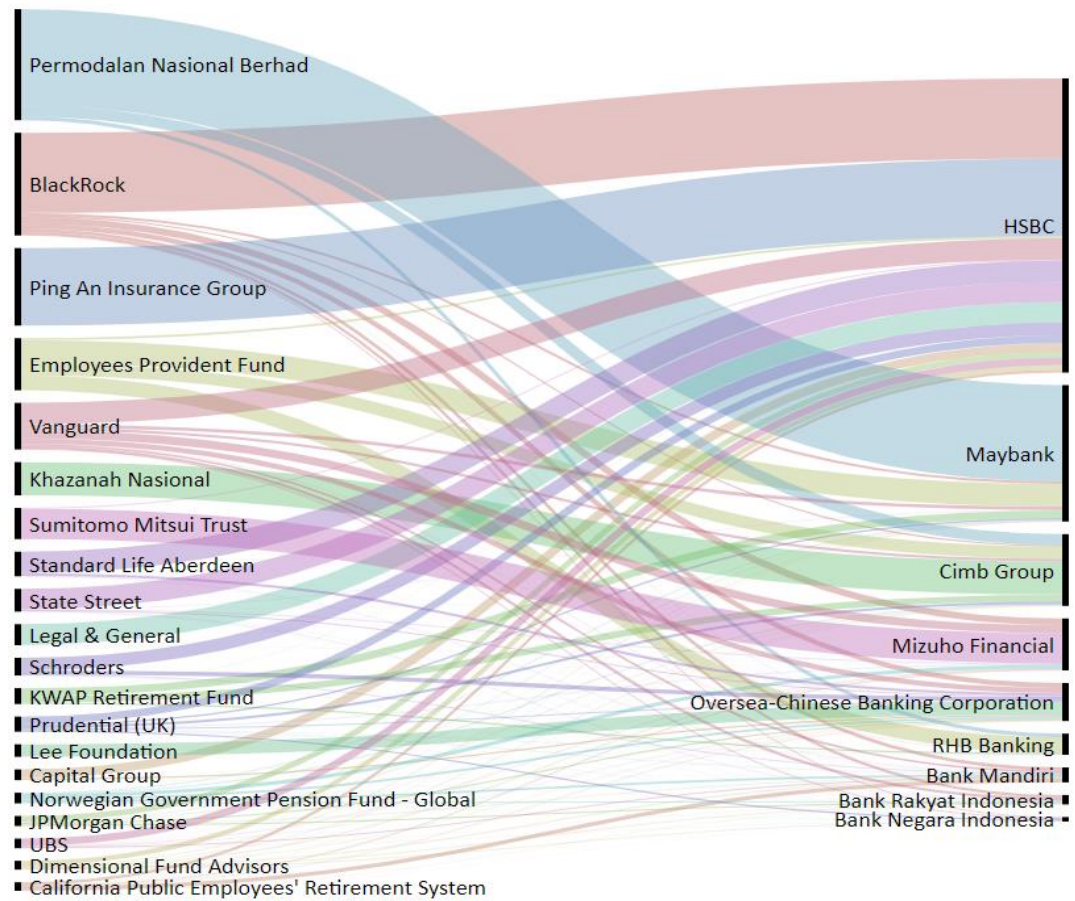 Permodalan Nasional Berhad
BlackRock
Ping An Insurance Group
Employees Provident Fund
Vanguard
Khazanah Nasional
Sumitomo Mitsui Trust
Standard Life Aberdeen
State Street
Legal & General
Schroders
KWAP Retirement Fund
Prudential (UK)
Lee Foundation
Capital Group
Norwegian Government Pension Fund - Global
JPMorgan Chase
UBS
Dimensional Fund Advisors
California Public Employees' Retirement System
HSBC
Maybank
Cimb Group
Mizuho Financial
Oversea-Chinese Banking Corporation
RHB Banking
Bank Mandiri
Bank Rakyat Indonesia
Bank Negara Indonesia